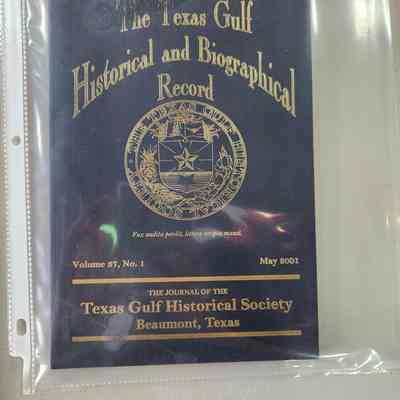 The Texas Gulf
Historical and Biographical
Record
Vox audita perdit, littera scripta manet.
Volume 37, No. 1
May 2001
THE JOURNAL OF THE
Texas Gulf Historical Society
Beaumont, Texas